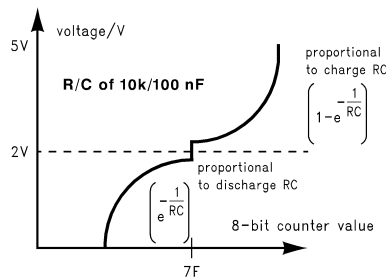 voltage/V
5V
R/C of 10k/100 nF
proportional
to charge RC
(1-e^-1/RC)
2V
proportional
to discharge RC
(e^-1/RC)
8-bit counter value
7F